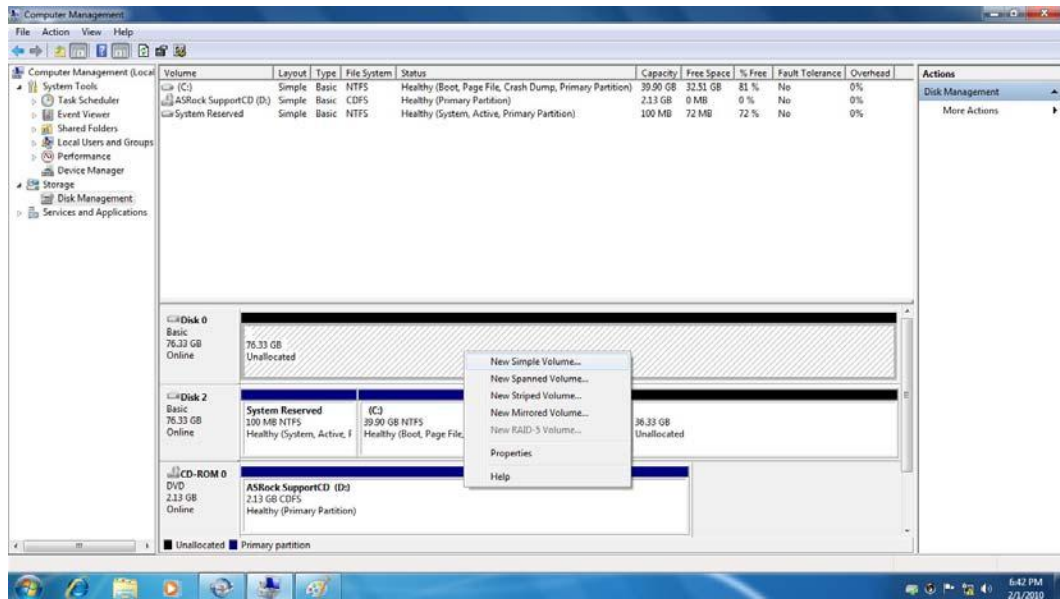 Computer Management
File Action View Help
Computer Management (Local
System Tools
Task Scheduler
Event Viewer
Shared Folders
Local Users and Groups
Performance
Device Manager
Storage
Disk Management
Services and Applications
Volume Layout Type File System Status Capacity Free Space % Free Fault Tolerance Overhead
(C:) Simple Basic NTFS Healthy (Boot, Page File, Crash Dump, Primary Partition) 39.90 GB 32.51 GB 81 % No 0%
ASRock SupportCD (D:) Simple Basic CDFS Healthy (Primary Partition) 2.13 GB 0 MB 0 % No 0%
System Reserved Simple Basic NTFS Healthy (System, Active, Primary Partition) 100 MB 72 MB 72 % No 0%
Actions
Disk Management
More Actions
Disk 0
Basic
76.33 GB
Online
76.33 GB
Unallocated
New Simple Volume...
New Spanned Volume...
New Striped Volume...
New Mirrored Volume...
New RAID-5 Volume...
Properties
Help
Disk 2
Basic
76.33 GB
Online
System Reserved
100 MB NTFS
Healthy (System, Active, F
(C:)
39.90 GB NTFS
Healthy (Boot, Page File,
36.33 GB
Unallocated
CD-ROM 0
DVD
2.13 GB
Online
ASRock SupportCD (D:)
2.13 GB CDFS
Healthy (Primary Partition)
Unallocated Primary partition
6:42 PM
2/1/2010